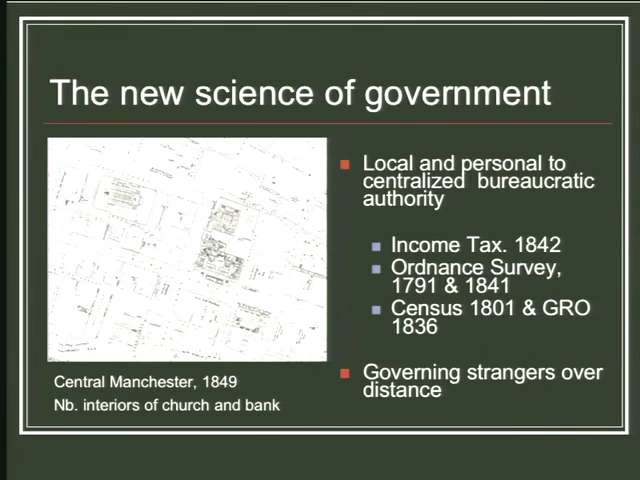 The new science of government
Local and personal to
centralized bureaucratic
authority
Income Tax. 1842
Ordnance Survey,
1791 & 1841
Census 1801 & GRO
1836
Governing strangers over
distance
Central Manchester, 1849
Nb. interiors of church and bank